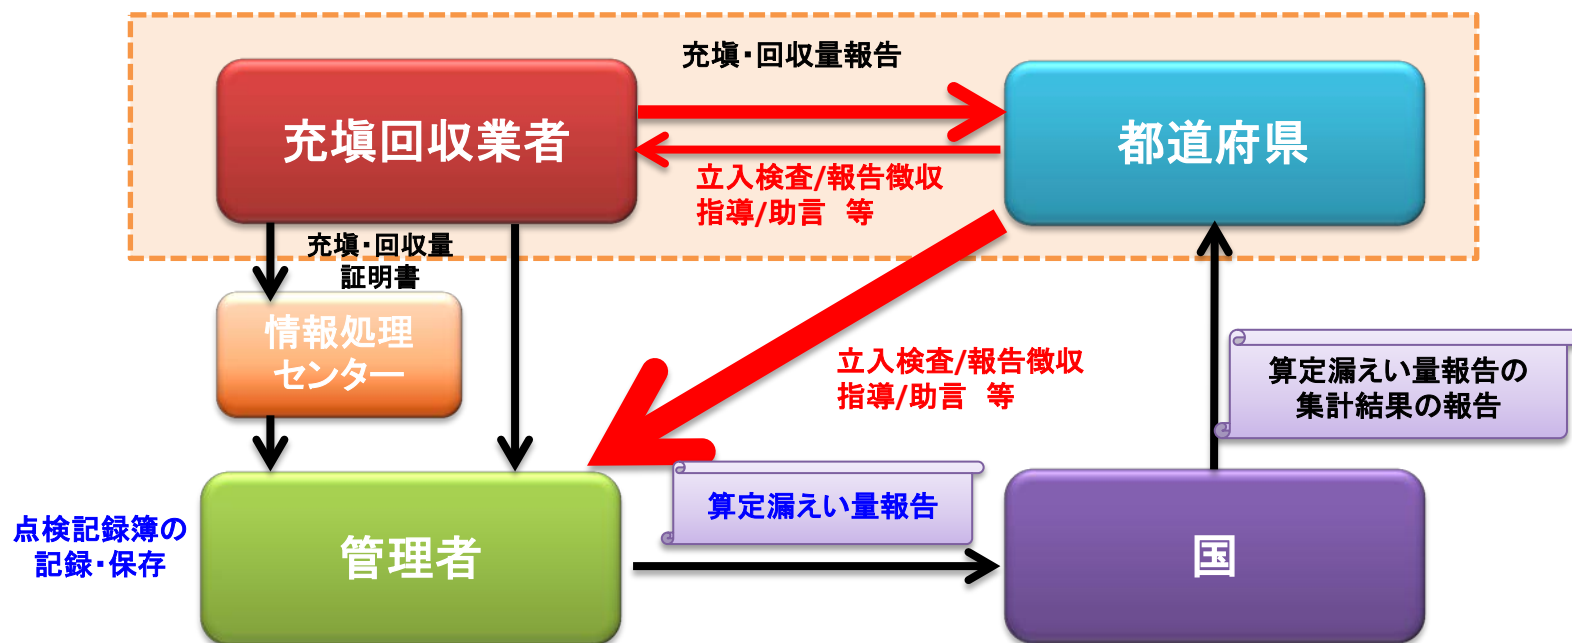 充塡・回収量報告
充塡回収業者
都道府県
立入検査/報告徴収
指導/助言 等
充塡・回収量
証明書
情報処理
センター
立入検査/報告徴収
指導/助言 等
算定漏えい量報告の
集計結果の報告
点検記録簿の
記録・保存
管理者
算定漏えい量報告
国